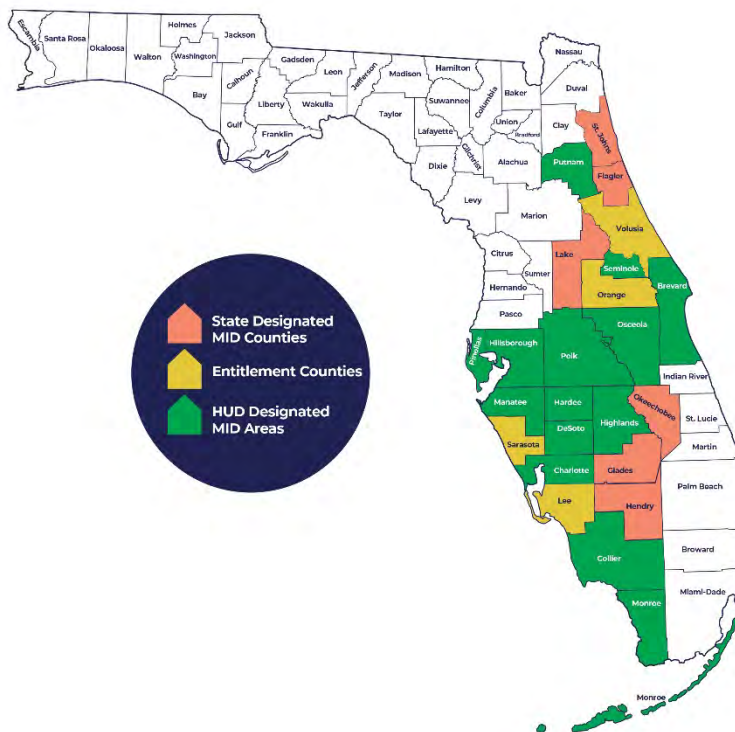 Escambia
Santa Rosa
Okaloosa
Walton
Holmes
Washington
Jackson
Bay
Calhoun
Gulf
Gadsden
Liberty
Franklin
Leon
Wakulla
Jefferson
Madison
Taylor
Hamilton
Suwannee
Lafayette
Dixie
Columbia
Gilchrist
Levy
Baker
Union
Bradford
Alachua
Nassau
Duval
Clay
St. Johns
Putnam
Flagler
Marion
Volusia
Citrus
Sumter
Lake
Seminole
Hernando
Orange
Brevard
Pasco
Osceola
Pinellas
Hillsborough
Polk
Indian River
Manatee
Hardee
Okeechobee
St. Lucie
Highlands
DeSoto
Sarasota
Martin
Charlotte
Glades
Palm Beach
Lee
Hendry
Broward
Collier
Miami-Dade
Monroe
Monroe
State Designated
MID Counties
Entitlement Counties
HUD Designated
MID Areas